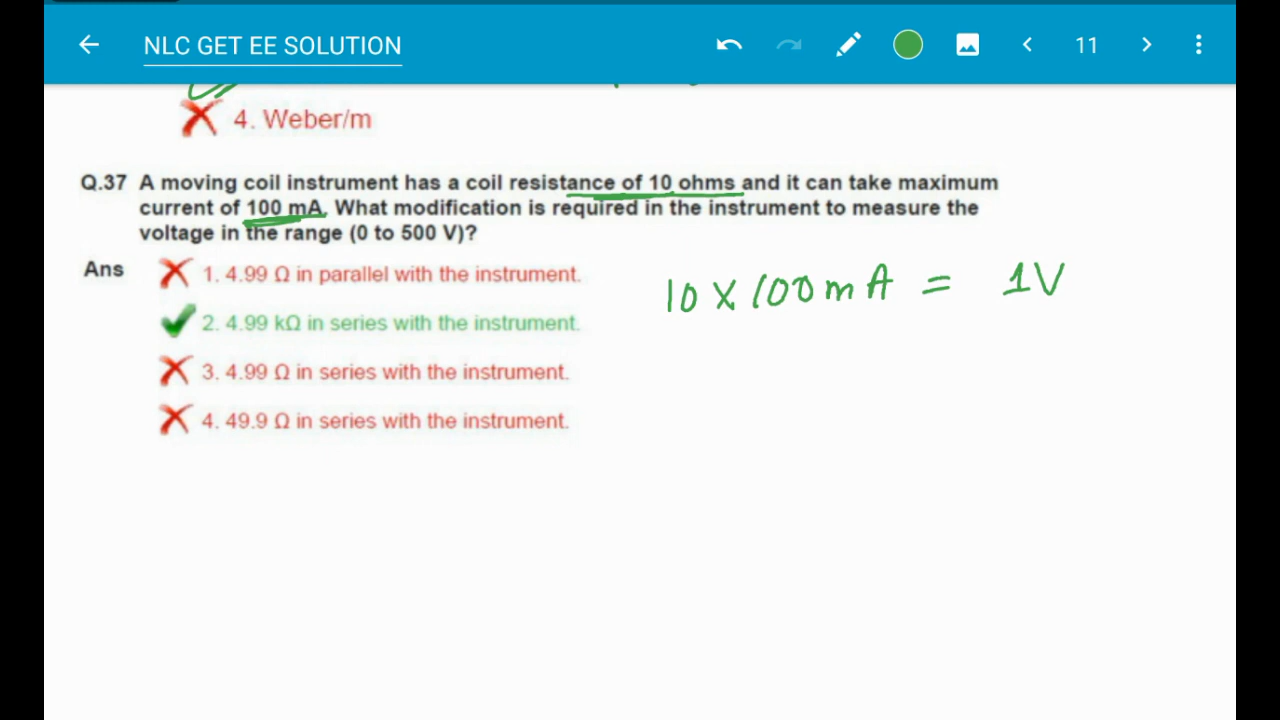 NLC GET EE SOLUTION
11
4. Weber/m
Q.37 A moving coil instrument has a coil resistance of 10 ohms and it can take maximum
current of 100 mA. What modification is required in the instrument to measure the
voltage in the range (0 to 500 V)?
Ans
1. 4.99 Ω in parallel with the instrument.
2. 4.99 kΩ in series with the instrument.
3. 4.99 Ω in series with the instrument.
4. 49.9 Ω in series with the instrument.
10 X 100 mA = 1V